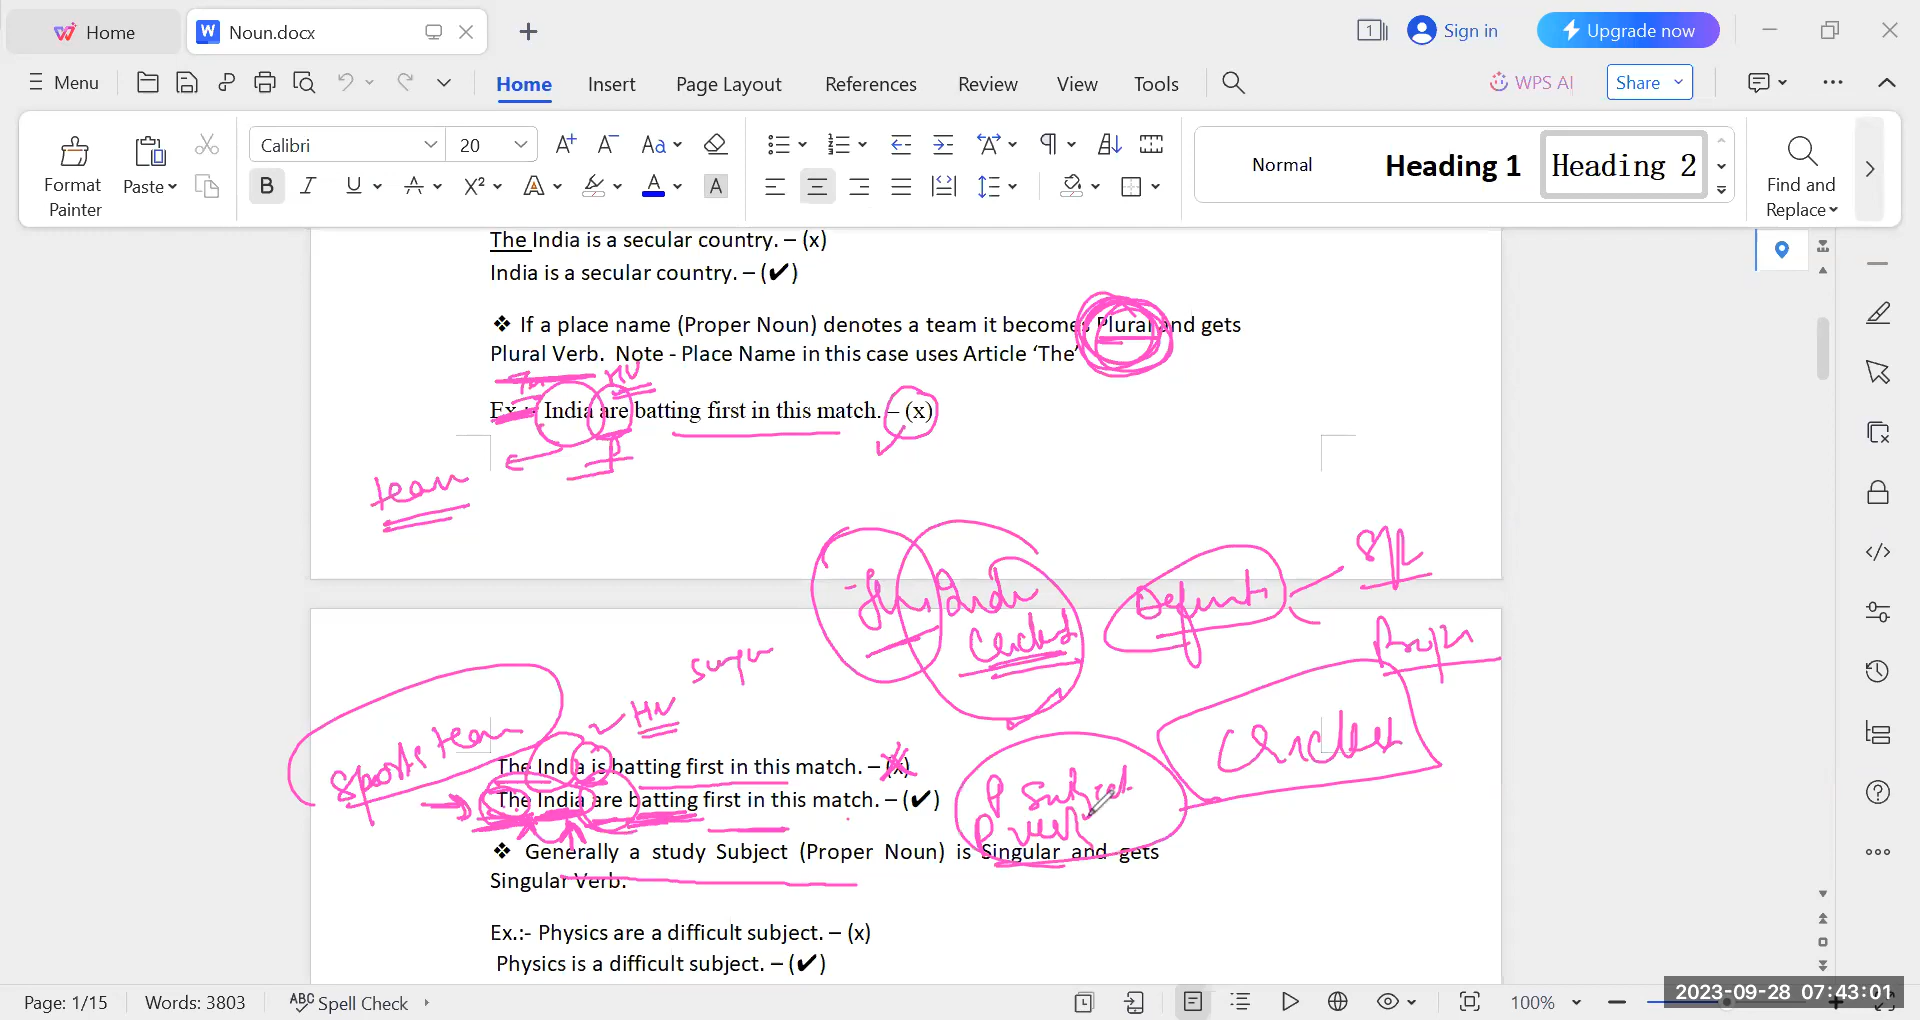 Home
Noun.docx
1
Sign in
Upgrade now
Menu
Home Insert Page Layout References Review View Tools
WPS AI
Share
Format Painter
Paste
Calibri 20
Normal
Heading 1
Heading 2
Find and Replace
The India is a secular country. – (x)
India is a secular country. – (✔)
❖ If a place name (Proper Noun) denotes a team it becomes Plural and gets
Plural Verb. Note - Place Name in this case uses Article ‘The’
HV
Ex.:- India are batting first in this match. – (x)
P
team
HV
sports team
Cricket
The India is batting first in this match. – (x)
The India are batting first in this match. – (✔)
P Subject
P verb
❖ Generally a study Subject (Proper Noun) is Singular and gets
Singular Verb.
Ex.:- Physics are a difficult subject. – (x)
Physics is a difficult subject. – (✔)
Page: 1/15 Words: 3803 ABC Spell Check
100%
2023-09-28 07:43:01